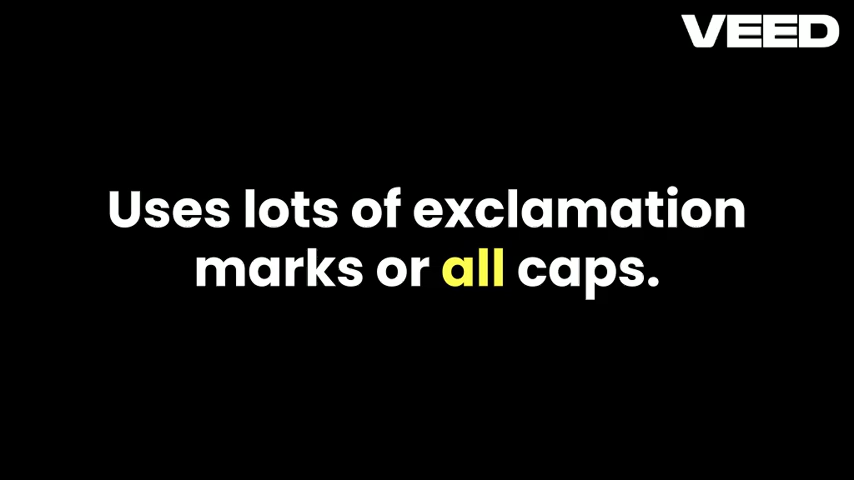 VEED
Uses lots of exclamation
marks or all caps.